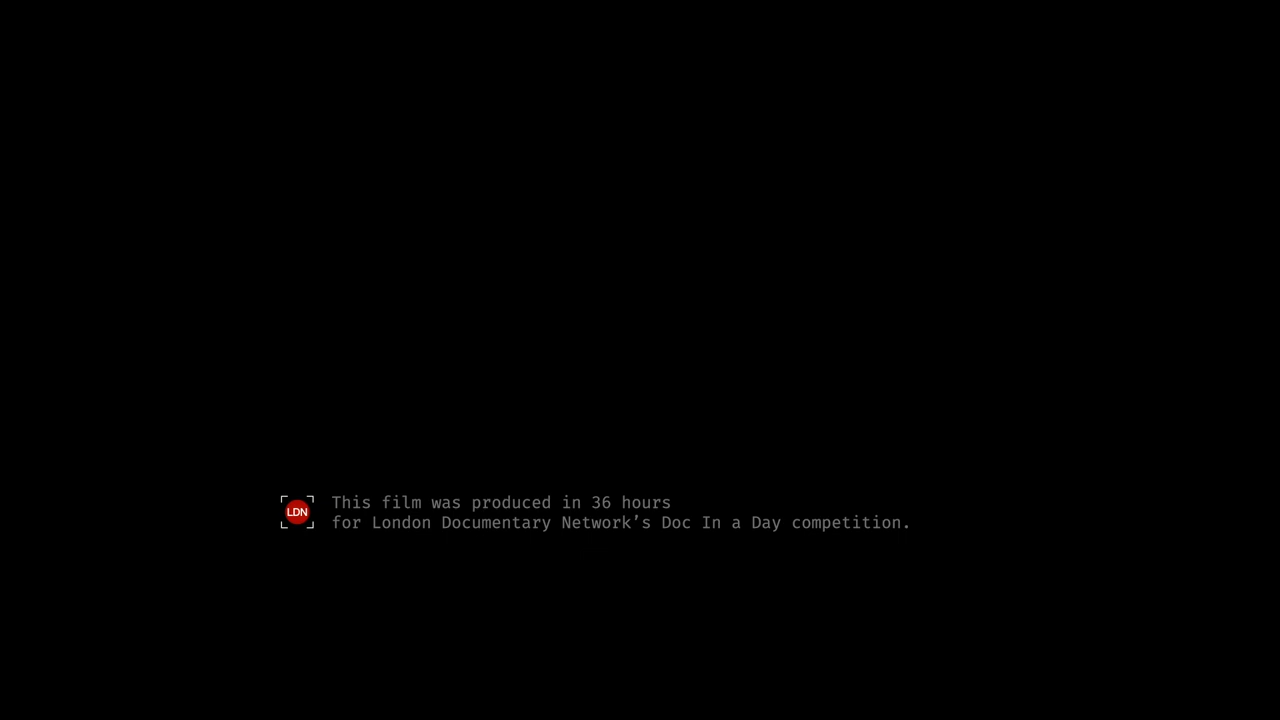 LDN
This film was produced in 36 hours
for London Documentary Network’s Doc In a Day competition.